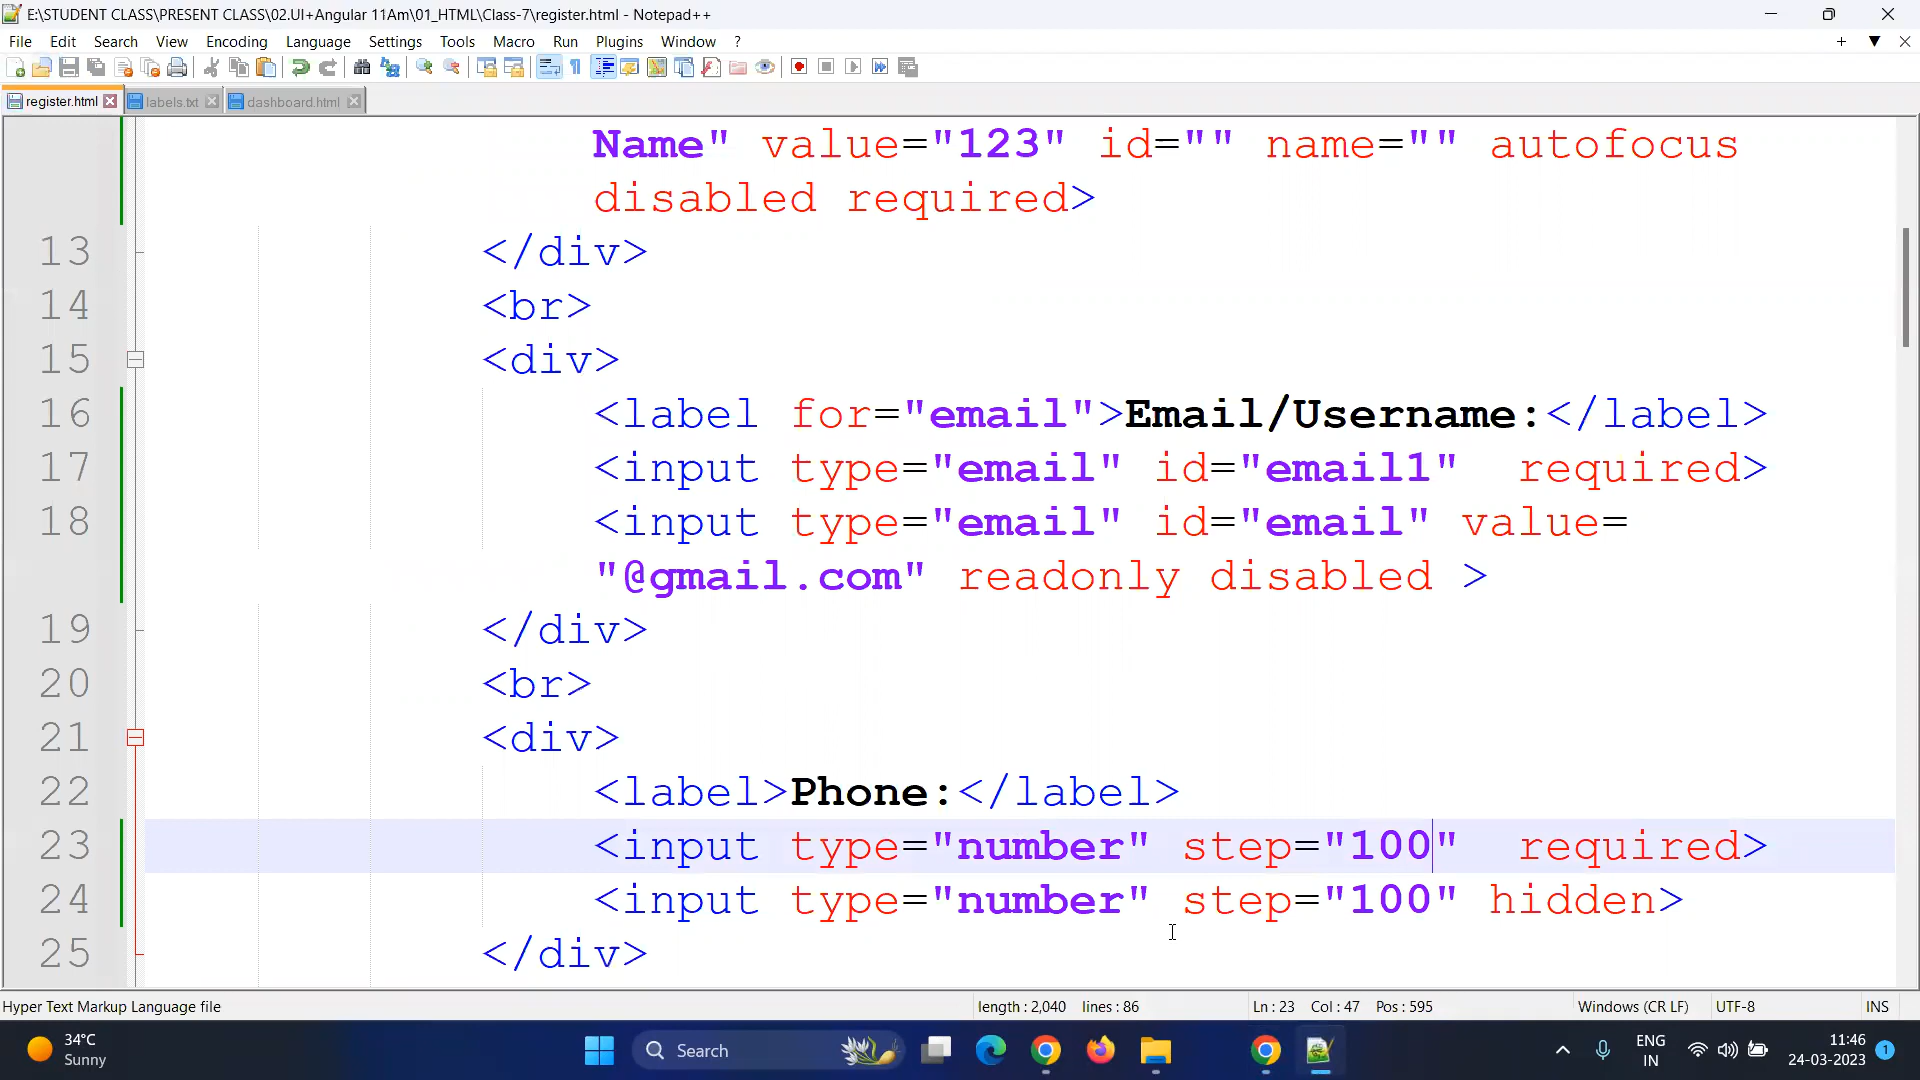 E:\STUDENT CLASS\PRESENT CLASS\02.UI+Angular 11Am\01_HTML\Class-7\register.html - Notepad++
File Edit Search View Encoding Language Settings Tools Macro Run Plugins Window ?
register.html labels.txt dashboard.html
Name" value="123" id="" name="" autofocus
disabled required>
13 </div>
14 <br>
15 <div>
16 <label for="email">Email/Username:</label>
17 <input type="email" id="email1" required>
18 <input type="email" id="email" value=
"@gmail.com" readonly disabled >
19 </div>
20 <br>
21 <div>
22 <label>Phone:</label>
23 <input type="number" step="100" required>
24 <input type="number" step="100" hidden>
25 </div>
Hyper Text Markup Language file length : 2,040 lines : 86 Ln : 23 Col : 47 Pos : 595 Windows (CR LF) UTF-8 INS
34°C
Sunny
Search
ENG
IN
11:46
24-03-2023
1